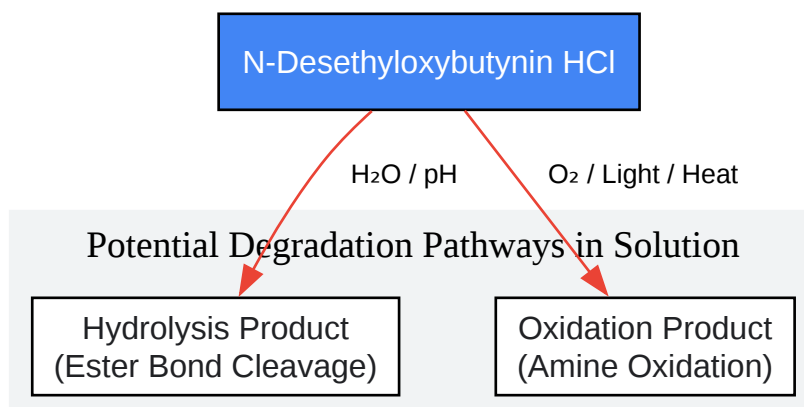 N-Desethyloxybutynin HCl
H₂O / pH
O₂ / Light / Heat
Potential Degradation Pathways in Solution
Hydrolysis Product
(Ester Bond Cleavage)
Oxidation Product
(Amine Oxidation)